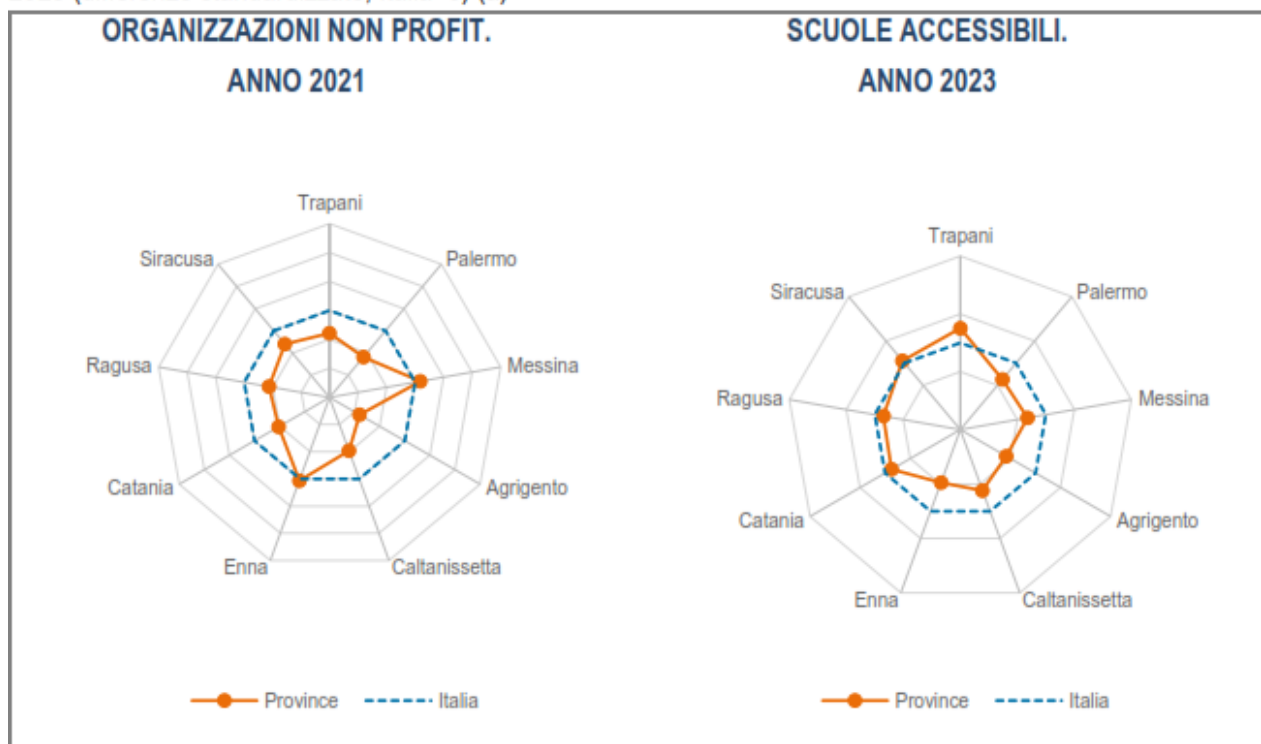 ORGANIZZAZIONI NON PROFIT.
ANNO 2021
Trapani
Siracusa
Palermo
Ragusa
Messina
Catania
Agrigento
Enna
Caltanissetta
Province
Italia
SCUOLE ACCESSIBILI.
ANNO 2023
Trapani
Siracusa
Palermo
Ragusa
Messina
Catania
Agrigento
Enna
Caltanissetta
Province
Italia